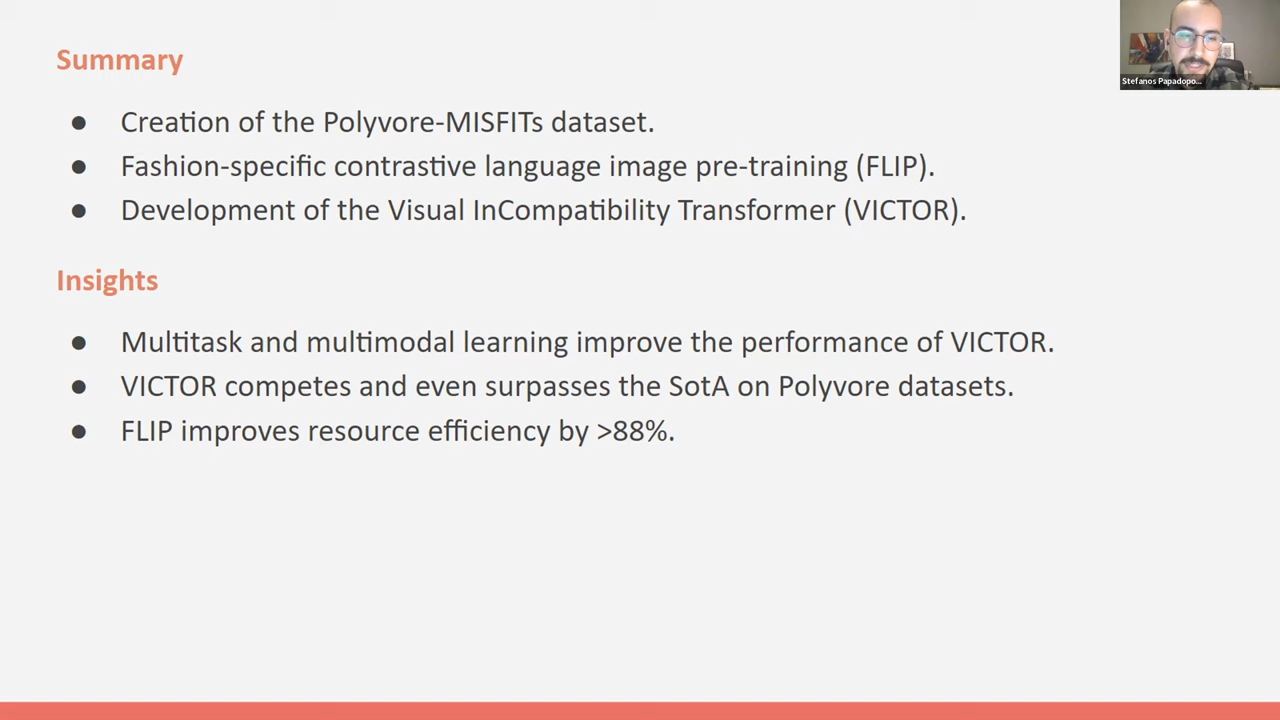 Summary
● Creation of the Polyvore-MISFITs dataset.
● Fashion-specific contrastive language image pre-training (FLIP).
● Development of the Visual InCompatibility Transformer (VICTOR).
Insights
● Multitask and multimodal learning improve the performance of VICTOR.
● VICTOR competes and even surpasses the SotA on Polyvore datasets.
● FLIP improves resource efficiency by >88%.
Stefanos Papadopo...